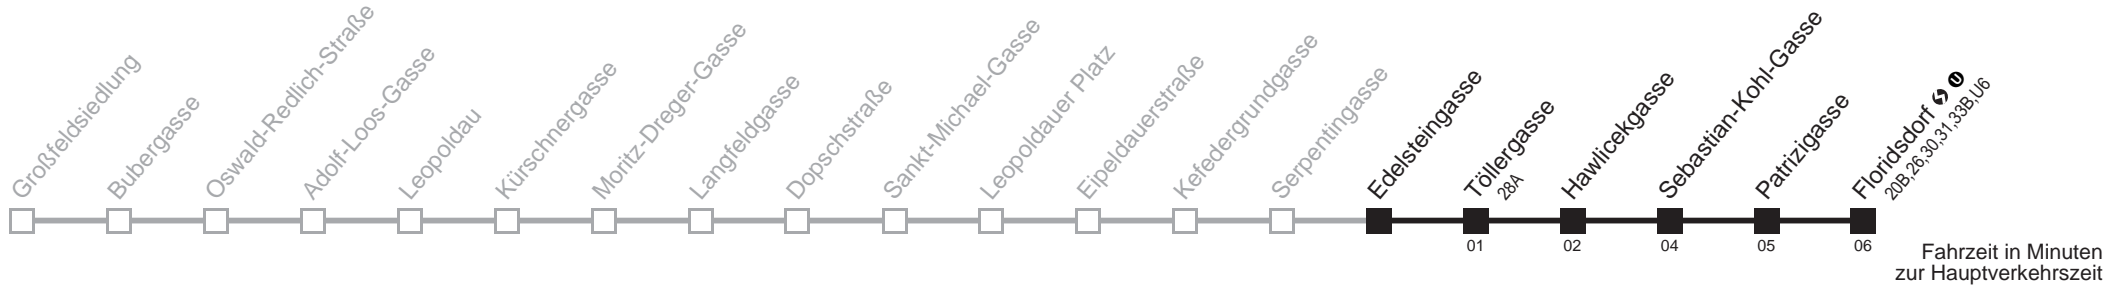 Großfeldsiedlung
Bubergasse
Oswald-Redlich-Straße
Adolf-Loos-Gasse
Leopoldau
Kürschnergasse
Moritz-Dreger-Gasse
Langfeldgasse
Dopschstraße
Sankt-Michael-Gasse
Leopoldauer Platz
Eipeldauerstraße
Kefedergrundgasse
Serpentingasse
Edelsteingasse
Töllergasse
28A
Hawlicekgasse
Sebastian-Kohl-Gasse
Patrizigasse
Floridsdorf S U
20B,26,30,31,33B,U6
01
02
04
05
06
Fahrzeit in Minuten
zur Hauptverkehrszeit